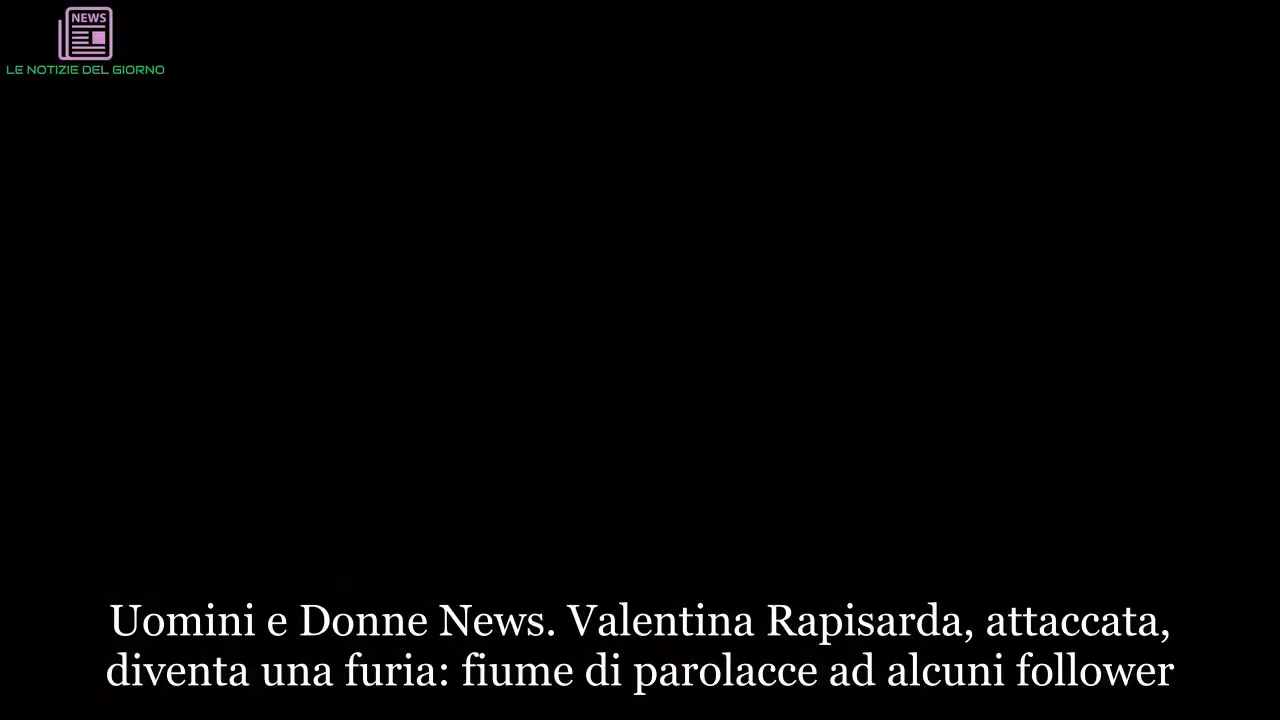 NEWS
LE NOTIZIE DEL GIORNO
Uomini e Donne News. Valentina Rapisarda, attaccata,
diventa una furia: fiume di parolacce ad alcuni follower